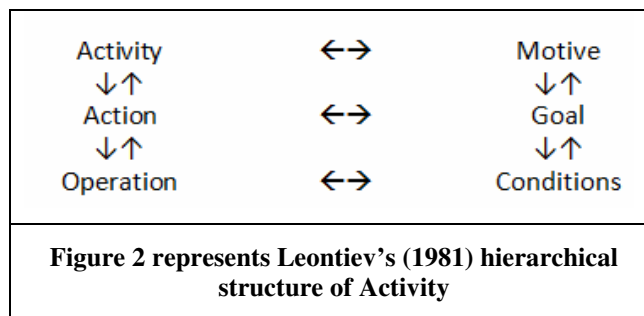 Activity ←→ Motive
↓↑ ↓↑
Action ←→ Goal
↓↑ ↓↑
Operation ←→ Conditions
Figure 2 represents Leontiev's (1981) hierarchical
structure of Activity